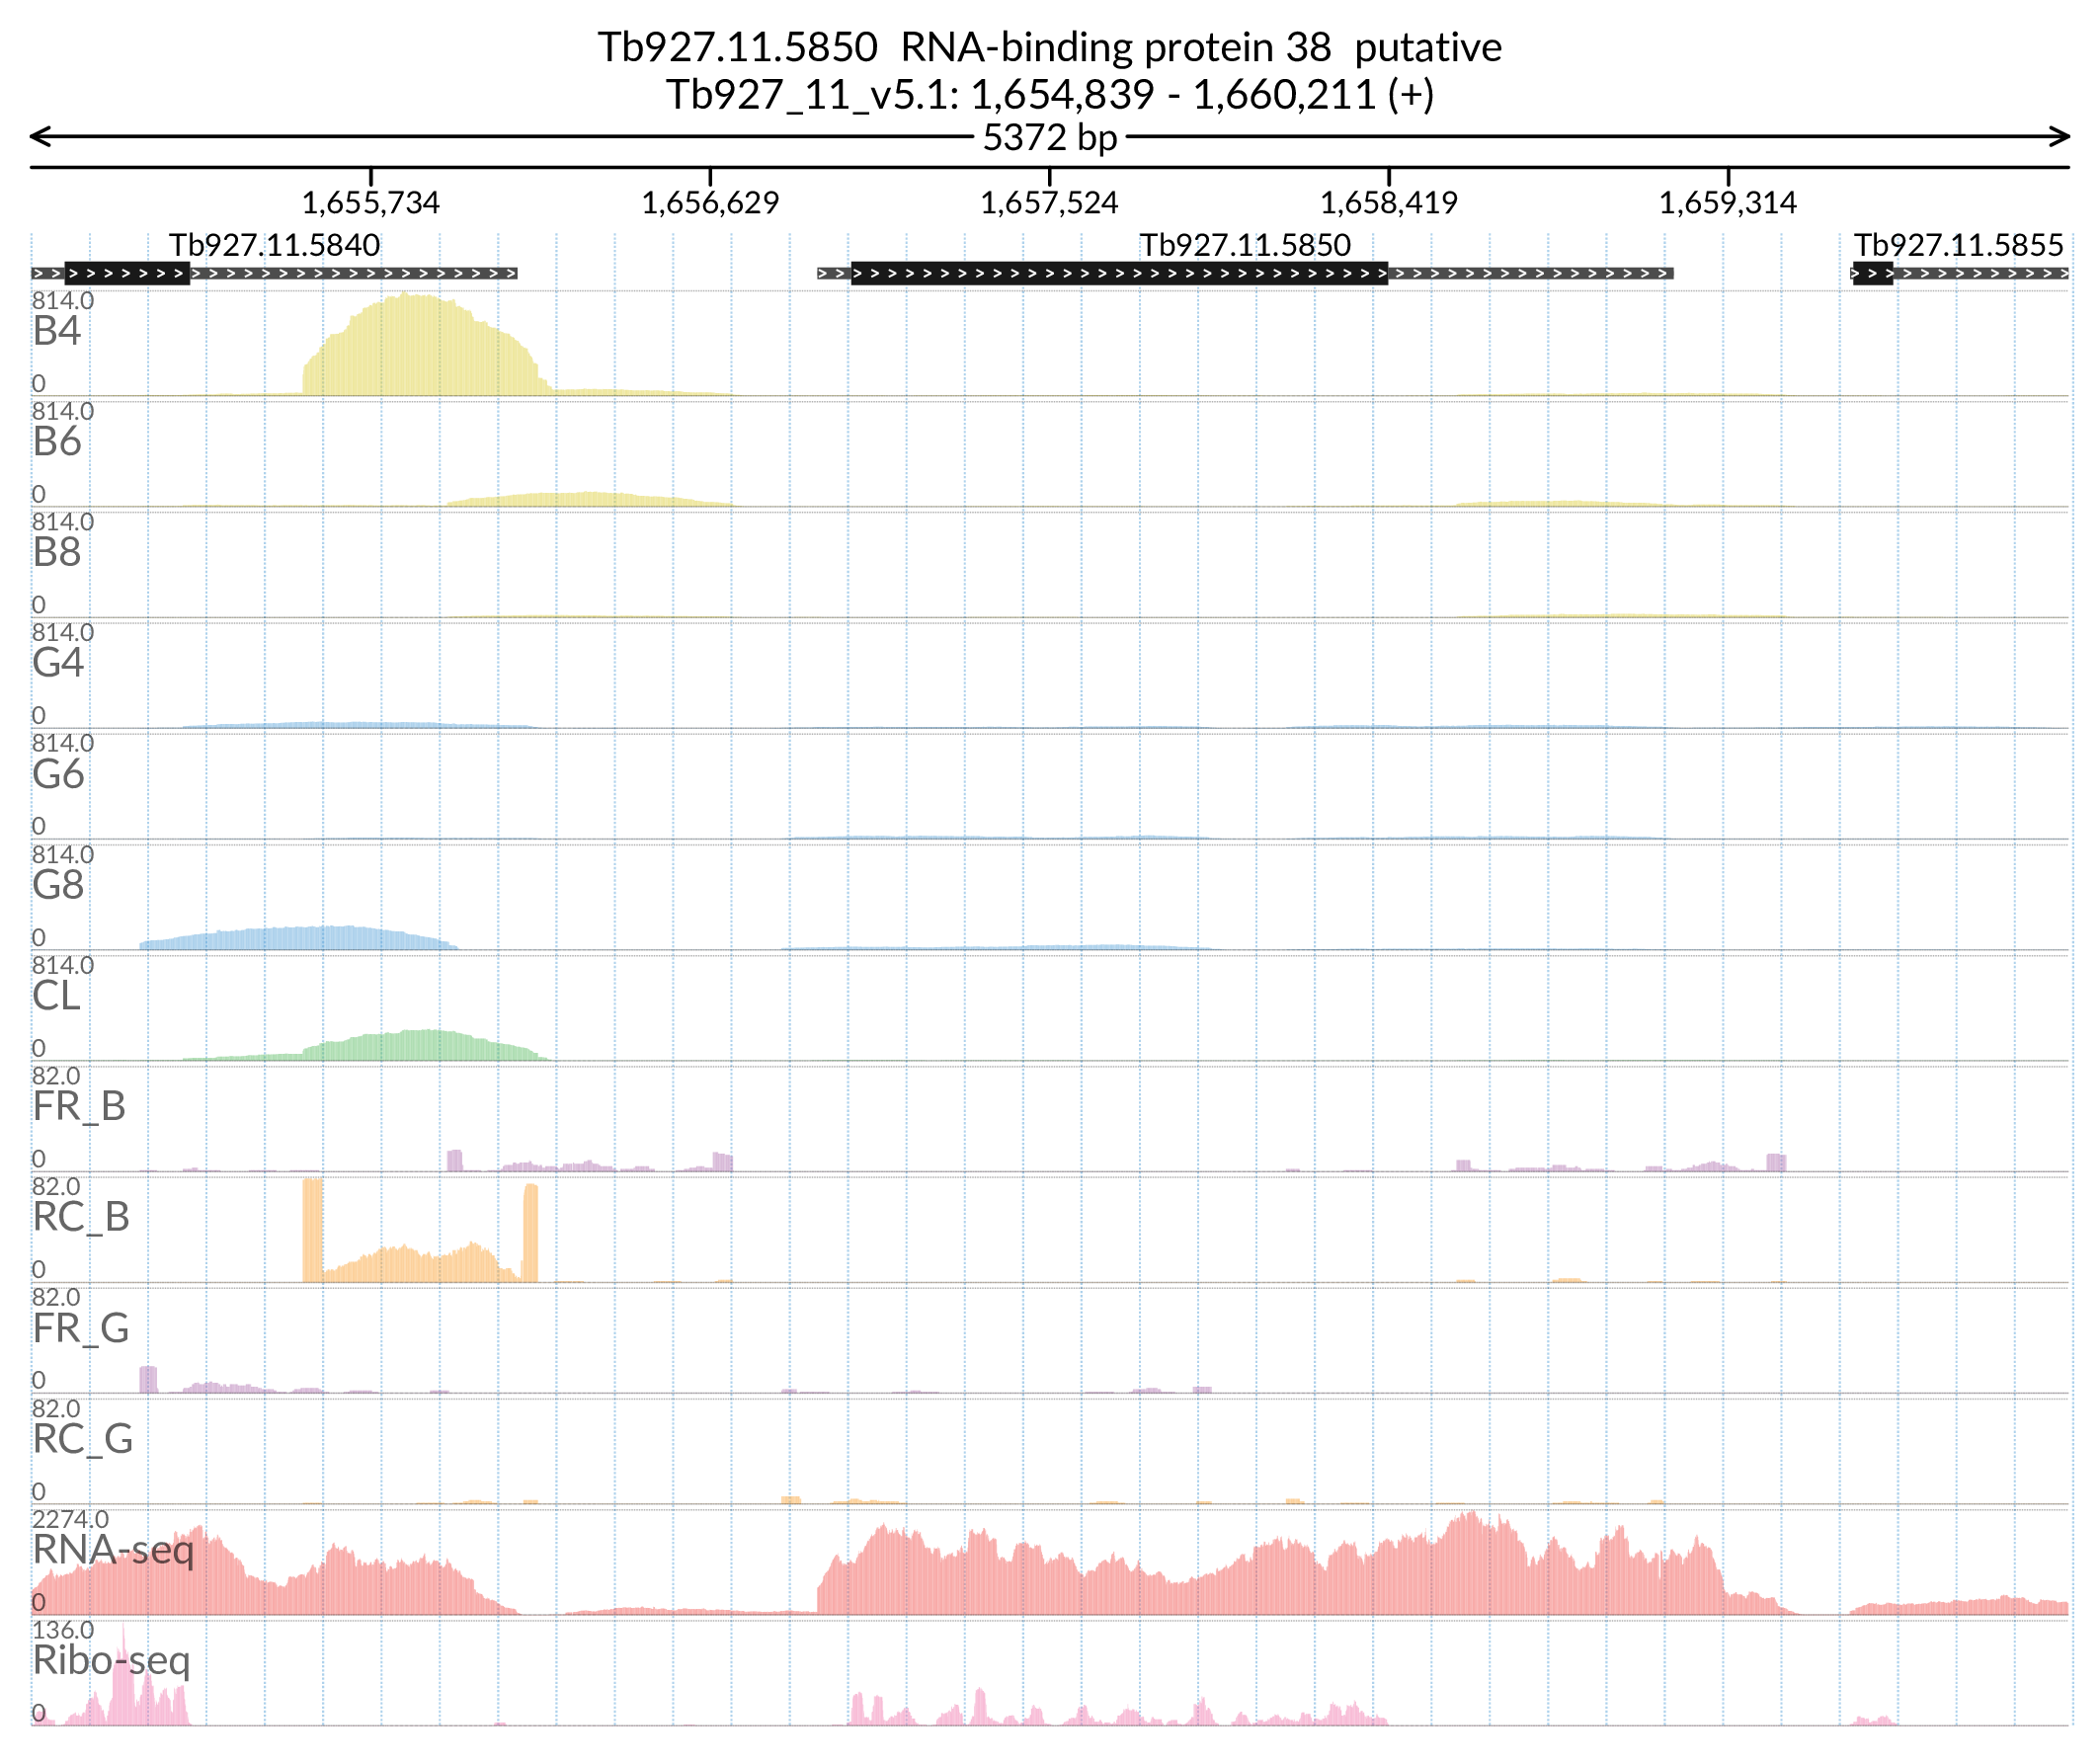 Tb927.11.5850 RNA-binding protein 38 putative
Tb927_11_v5.1: 1,654,839 - 1,660,211 (+)
5372 bp
1,655,734 1,656,629 1,657,524 1,658,419 1,659,314
Tb927.11.5840 Tb927.11.5850 Tb927.11.5855
814.0
B4
0
814.0
B6
0
814.0
B8
0
814.0
G4
0
814.0
G6
0
814.0
G8
0
814.0
CL
0
82.0
FR_B
0
82.0
RC_B
0
82.0
FR_G
0
82.0
RC_G
0
2274.0
RNA-seq
0
136.0
Ribo-seq
0